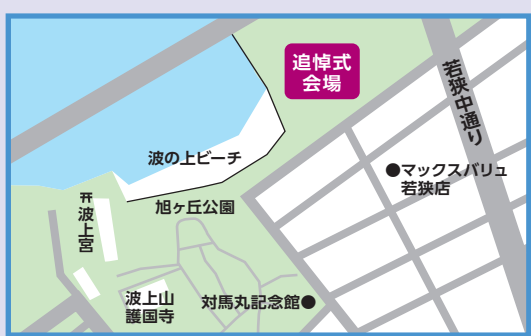 追悼式
会場
若狭中通り
波の上ビーチ
●マックスバリュ
若狭店
旭ヶ丘公園
波上宮
波上山
護国寺
対馬丸記念館●